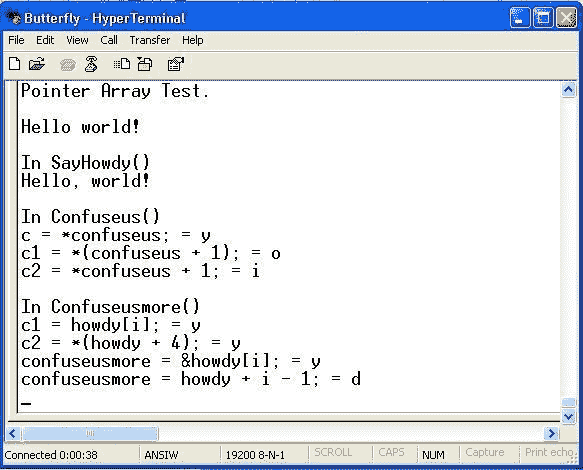 Butterfly - HyperTerminal
File Edit View Call Transfer Help
Pointer Array Test.
Hello world!
In SayHowdy()
Hello, world!
In Confuseus()
c = *confuseus; = y
c1 = *(confuseus + 1); = o
c2 = *confuseus + 1; = i
In Confuseusmore()
c1 = howdy[i]; = y
c2 = *(howdy + 4); = y
confuseusmore = &howdy[i]; = y
confuseusmore = howdy + i - 1; = d
_
Connected 0:00:38 ANSIW 19200 8-N-1 SCROLL CAPS NUM Capture Print echo